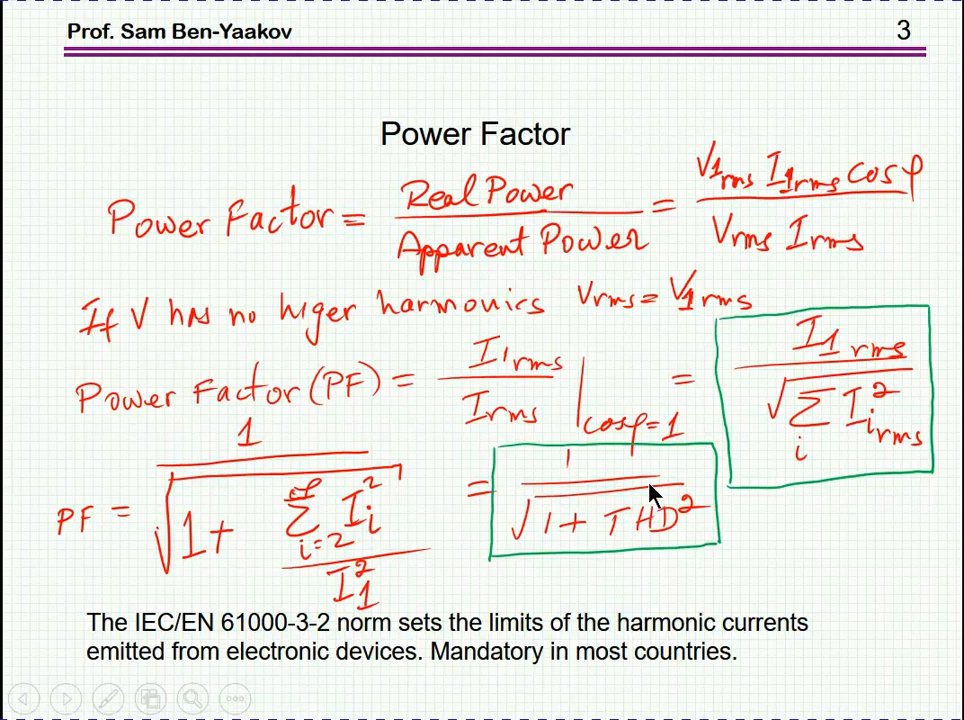 Prof. Sam Ben-Yaakov 3
Power Factor
Power Factor = Real Power / Apparent Power = V1rms I1rms cosφ / Vrms Irms
If V has no higer harmonics Vrms = V1rms
Power Factor (PF) = I1rms / Irms | cosφ=1 = I1rms / √∑i I²irms
PF = 1 / √1 + ∑∞i=2 I²i / I²1 = 1 / √1 + THD²
The IEC/EN 61000-3-2 norm sets the limits of the harmonic currents
emitted from electronic devices. Mandatory in most countries.